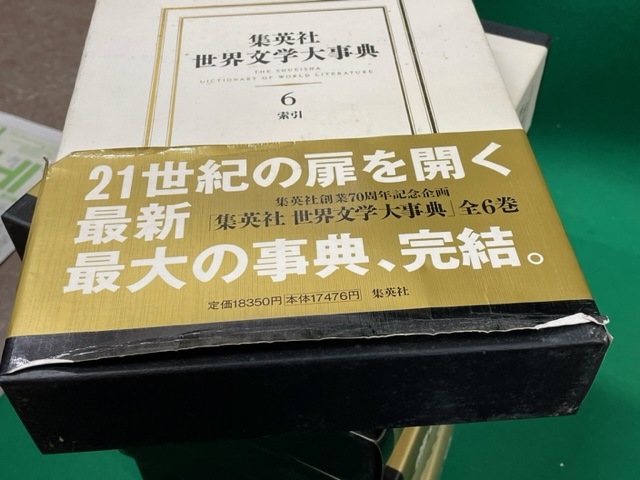 集英社
世界文学大事典
THE SHUEISHA
DICTIONARY OF WORLD LITERATURE
6
索引
21世紀の扉を開く
集英社創業70周年記念企画
最新「集英社 世界文学大事典」全6巻
最大の事典、完結。
定価18350円 本体17476円 集英社